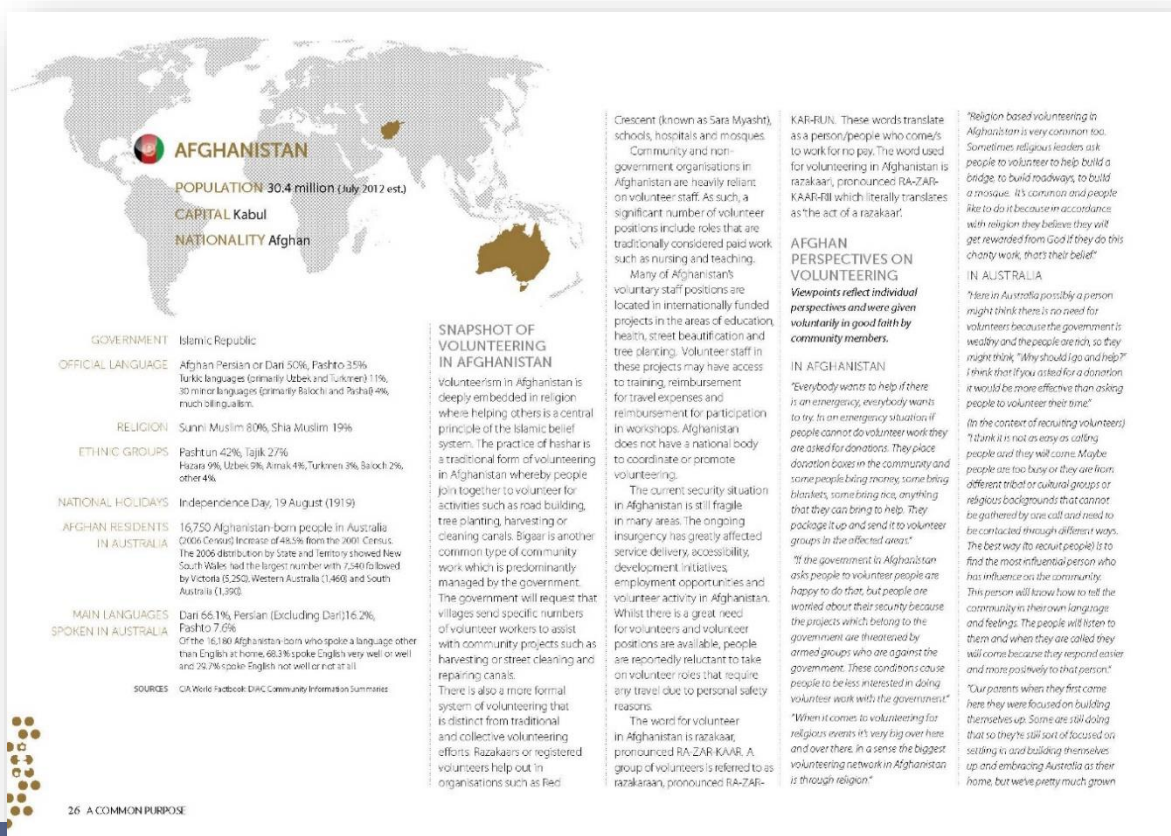 AFGHANISTAN
POPULATION 30.4 million (July 2012 est.)
CAPITAL Kabul
NATIONALITY Afghan
GOVERNMENT Islamic Republic
OFFICIAL LANGUAGE Afghan Persian or Dari 50%, Pashto 35%
Turkic languages (primarily Uzbek and Turkmen) 11%,
30 minor languages (primarily Balochi and Pashai) 4%,
much bilingualism.
RELIGION Sunni Muslim 80%, Shia Muslim 19%
ETHNIC GROUPS Pashtun 42%, Tajik 27%
Hazara 9%, Uzbek 9%, Aimak 4%, Turkmen 3%, Baloch 2%,
other 4%
NATIONAL HOLIDAYS Independence Day, 19 August (1919)
AFGHAN RESIDENTS 16,750 Afghanistan-born people in Australia
IN AUSTRALIA (2006 Census) Increase of 48.5% from the 2001 Census.
The 2006 distribution by State and Territory showed New
South Wales had the largest number with 7,540 followed
by Victoria (5,250), Western Australia (1,460) and South
Australia (1,390).
MAIN LANGUAGES Dari 66.1%, Persian (Excluding Dari)16.2%,
SPOKEN IN AUSTRALIA Pashto 7.6%
Of the 16,180 Afghanistan-born who spoke a language other
than English at home, 68.3% spoke English very well or well
and 29.7% spoke English not well or not at all
SOURCES CIA World Factbook: DIAC Community Information Summaries
SNAPSHOT OF
VOLUNTEERING
IN AFGHANISTAN
Volunteerism in Afghanistan is
deeply embedded in religion
where helping others is a central
principle of the Islamic belief
system. The practice of hashar is
a traditional form of volunteering
in Afghanistan whereby people
join together to volunteer for
activities such as road building,
tree planting, harvesting or
cleaning canals. Bigaar is another
common type of community
work which is predominantly
managed by the government.
The government will request that
villages send specific numbers
of volunteer workers to assist
with community projects such as
harvesting or street cleaning and
repairing canals.
There is also a more formal
system of volunteering that
is distinct from traditional
and collective volunteering
efforts. Razakaars or registered
volunteers help out in
organisations such as Red
Crescent (known as Sara Myasht),
schools, hospitals and mosques.
Community and non-
government organisations in
Afghanistan are heavily reliant
on volunteer staff. As such, a
significant number of volunteer
positions include roles that are
traditionally considered paid work
such as nursing and teaching.
Many of Afghanistan's
voluntary staff positions are
located in internationally funded
projects in the areas of education,
health, street beautification and
tree planting. Volunteer staff in
these projects may have access
to training, reimbursement
for travel expenses and
reimbursement for participation
in workshops. Afghanistan
does not have a national body
to coordinate or promote
volunteering.
The current security situation
in Afghanistan is still fragile
in many areas. The ongoing
insurgency has greatly affected
service delivery, accessibility,
development initiatives,
employment opportunities and
volunteer activity in Afghanistan.
Whilst there is a great need
for volunteers and volunteer
positions are available, people
are reportedly reluctant to take
on volunteer roles that require
any travel due to personal safety
reasons.
The word for volunteer
in Afghanistan is razakaar,
pronounced RA-ZAR-KAAR. A
group of volunteers is referred to as
razakaraan, pronounced RA-ZAR-
KAR-RUN. These words translate
as a person/people who come/s
to work for no pay. The word used
for volunteering in Afghanistan is
razakaari, pronounced RA-ZAR-
KAAR-RII which literally translates
as 'the act of a razakaar'.
AFGHAN
PERSPECTIVES ON
VOLUNTEERING
Viewpoints reflect individual
perspectives and were given
voluntarily in good faith by
community members.
IN AFGHANISTAN
"Everybody wants to help if there
is an emergency, everybody wants
to try. In an emergency situation if
people cannot do volunteer work they
are asked for donations. They place
donation boxes in the community and
some people bring money, some bring
blankets, some bring rice, anything
that they can bring to help. They
package it up and send it to volunteer
groups in the affected areas."
"If the government in Afghanistan
asks people to volunteer people are
happy to do that, but people are
worried about their security because
the projects which belong to the
government are threatened by
armed groups who are against the
government. These conditions cause
people to be less interested in doing
volunteer work with the government."
"When it comes to volunteering for
religious events it's very big over here
and over there. In a sense the biggest
volunteering network in Afghanistan
is through religion."
"Religion based volunteering in
Afghanistan is very common too.
Sometimes religious leaders ask
people to volunteer to help build a
bridge, to build roadways, to build
a mosque. It's common and people
like to do it because in accordance
with religion they believe they will
get rewarded from God if they do this
charity work, that's their belief."
IN AUSTRALIA
"Here in Australia possibly a person
might think there is no need for
volunteers because the government is
wealthy and the people are rich, so they
might think, "Why should I go and help?"
I think that if you asked for a donation
it would be more effective than asking
people to volunteer their time."
(In the context of recruiting volunteers)
"I think it is not as easy as calling
people and they will come. Maybe
people are too busy or they are from
different tribal or cultural groups or
religious backgrounds that cannot
be gathered by one call and need to
be contacted through different ways.
The best way (to recruit people) is to
find the most influential person who
has influence on the community.
This person will know how to tell the
community in their own language
and feelings. The people will listen to
them and when they are called they
will come because they respond easier
and more positively to that person."
"Our parents when they first came
here they were focused on building
themselves up. Some are still doing
that so they're still sort of focused on
settling in and building themselves
up and embracing Australia as their
home, but we've pretty much grown
26 A COMMON PURPOSE